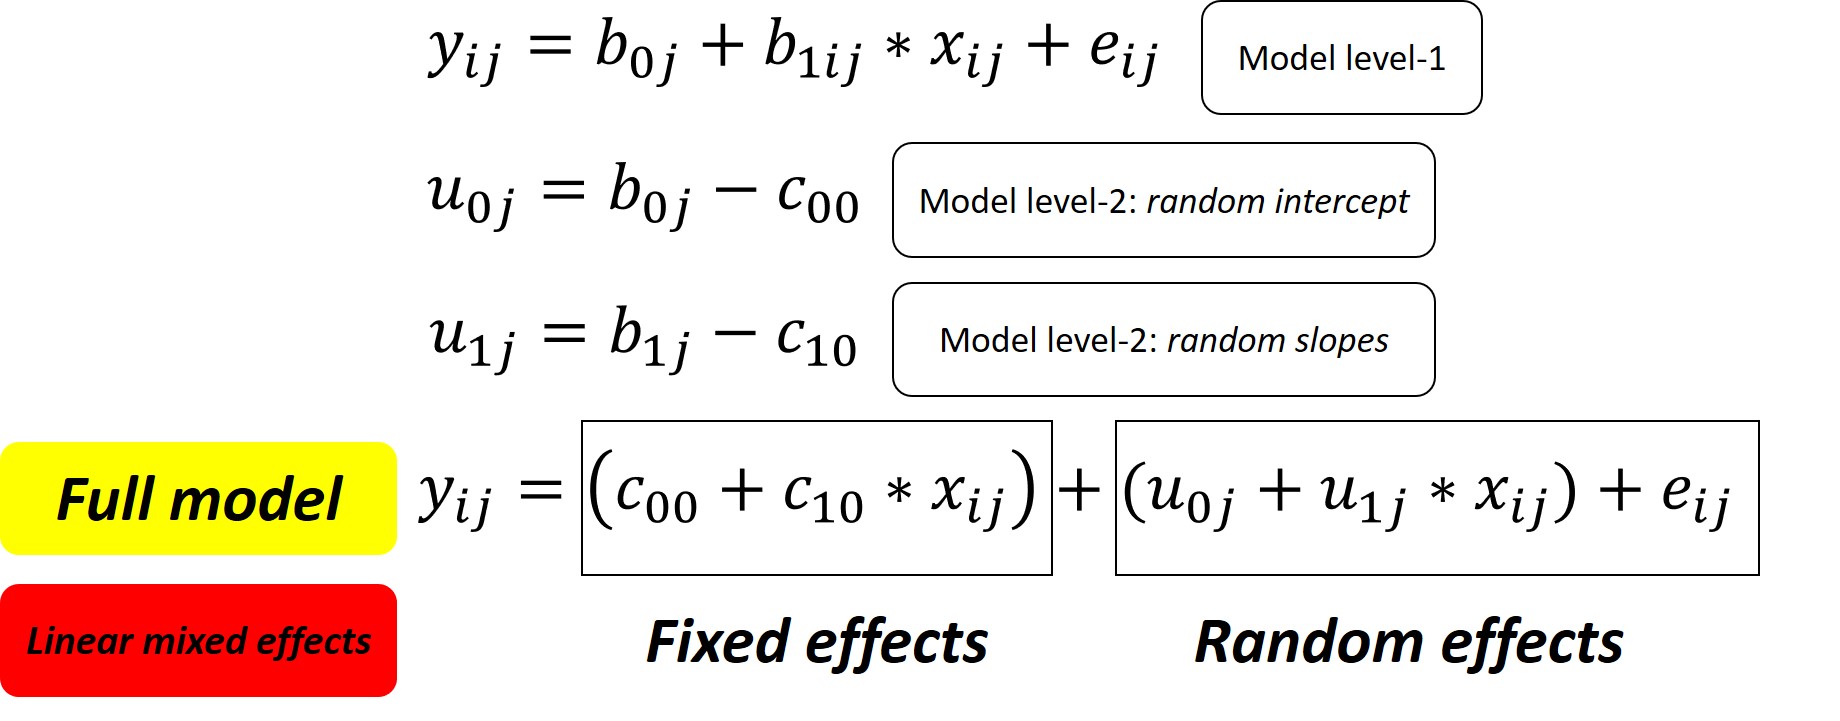 y_{ij} = b_{0j} + b_{1ij} * x_{ij} + e_{ij} Model level-1
u_{0j} = b_{0j} − c_{00} Model level-2: random intercept
u_{1j} = b_{1j} − c_{10} Model level-2: random slopes
Full model y_{ij} = (c_{00} + c_{10} * x_{ij}) + (u_{0j} + u_{1j} * x_{ij}) + e_{ij}
Linear mixed effects Fixed effects Random effects